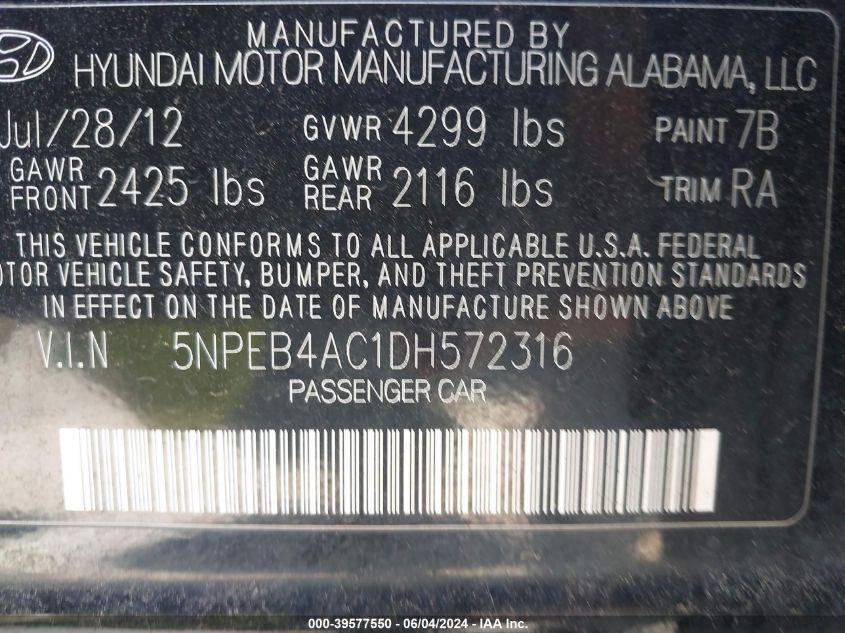 MANUFACTURED BY
HYUNDAI MOTOR MANUFACTURING ALABAMA, LLC
Jul/28/12 GVWR 4299 lbs PAINT 7B
GAWR FRONT 2425 lbs GAWR REAR 2116 lbs TRIM RA
THIS VEHICLE CONFORMS TO ALL APPLICABLE U.S.A. FEDERAL
OTOR VEHICLE SAFETY, BUMPER, AND THEFT PREVENTION STANDARDS
IN EFFECT ON THE DATE OF MANUFACTURE SHOWN ABOVE
V.I.N 5NPEB4AC1DH572316
PASSENGER CAR
000-39577550 - 06/04/2024 - IAA Inc.